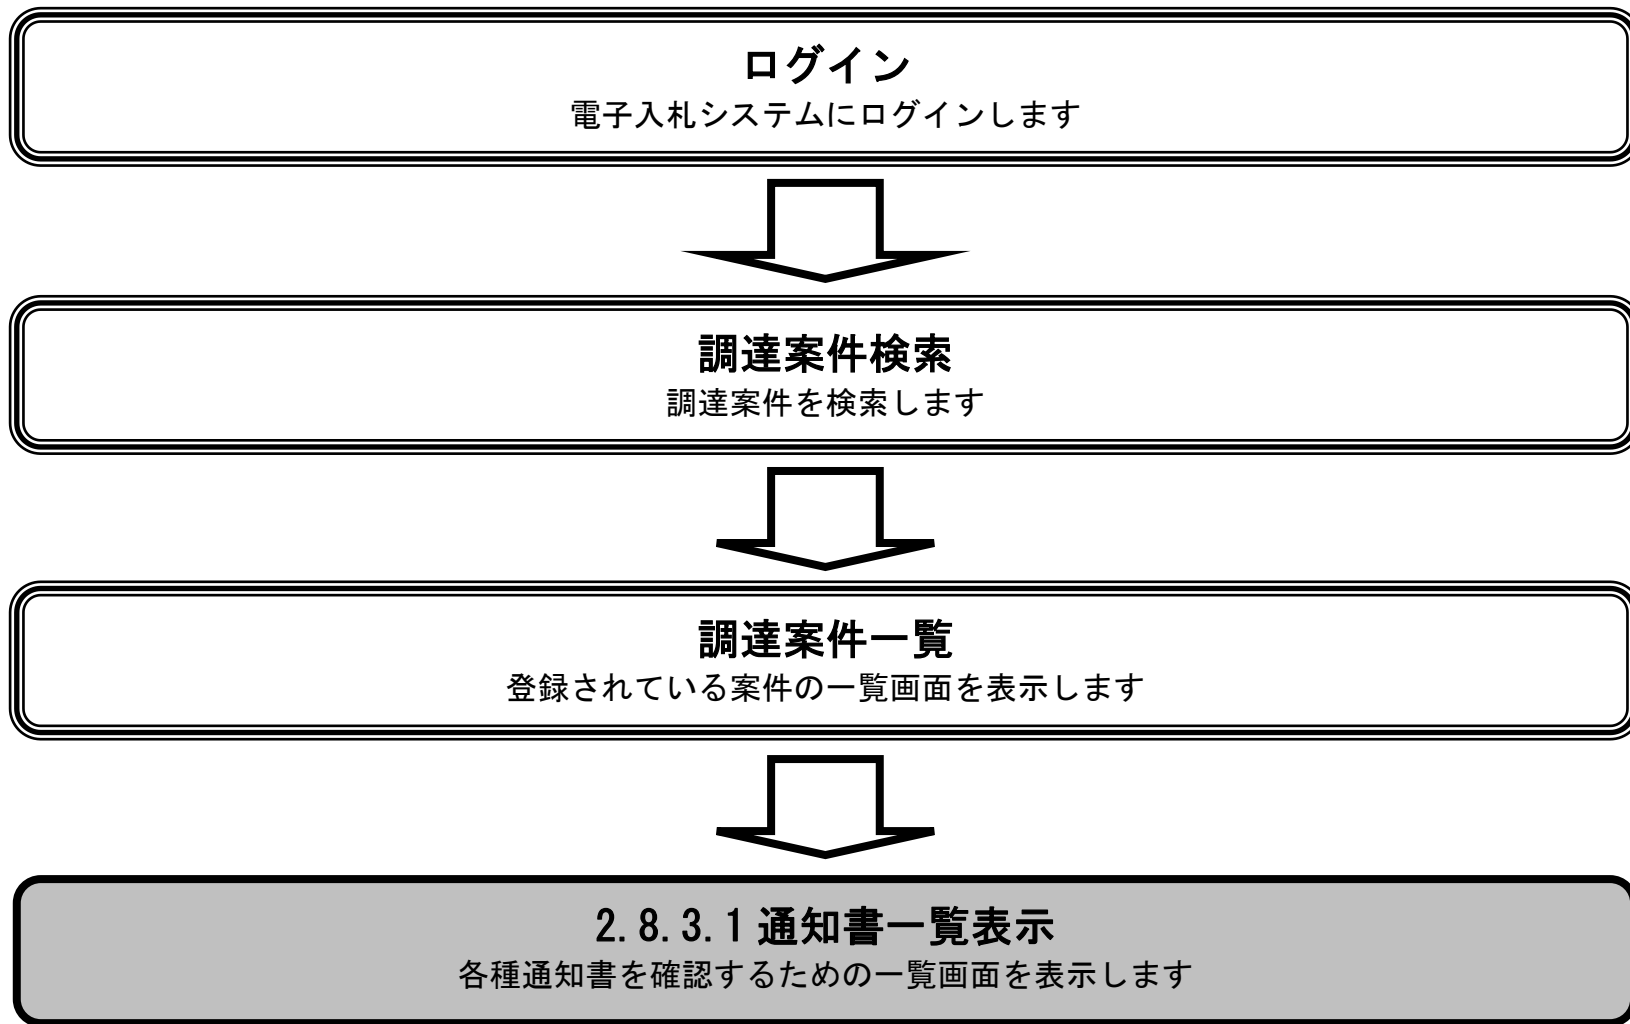 ログイン
電子入札システムにログインします
調達案件検索
調達案件を検索します
調達案件一覧
登録されている案件の一覧画面を表示します
2.8.3.1 通知書一覧表示
各種通知書を確認するための一覧画面を表示します